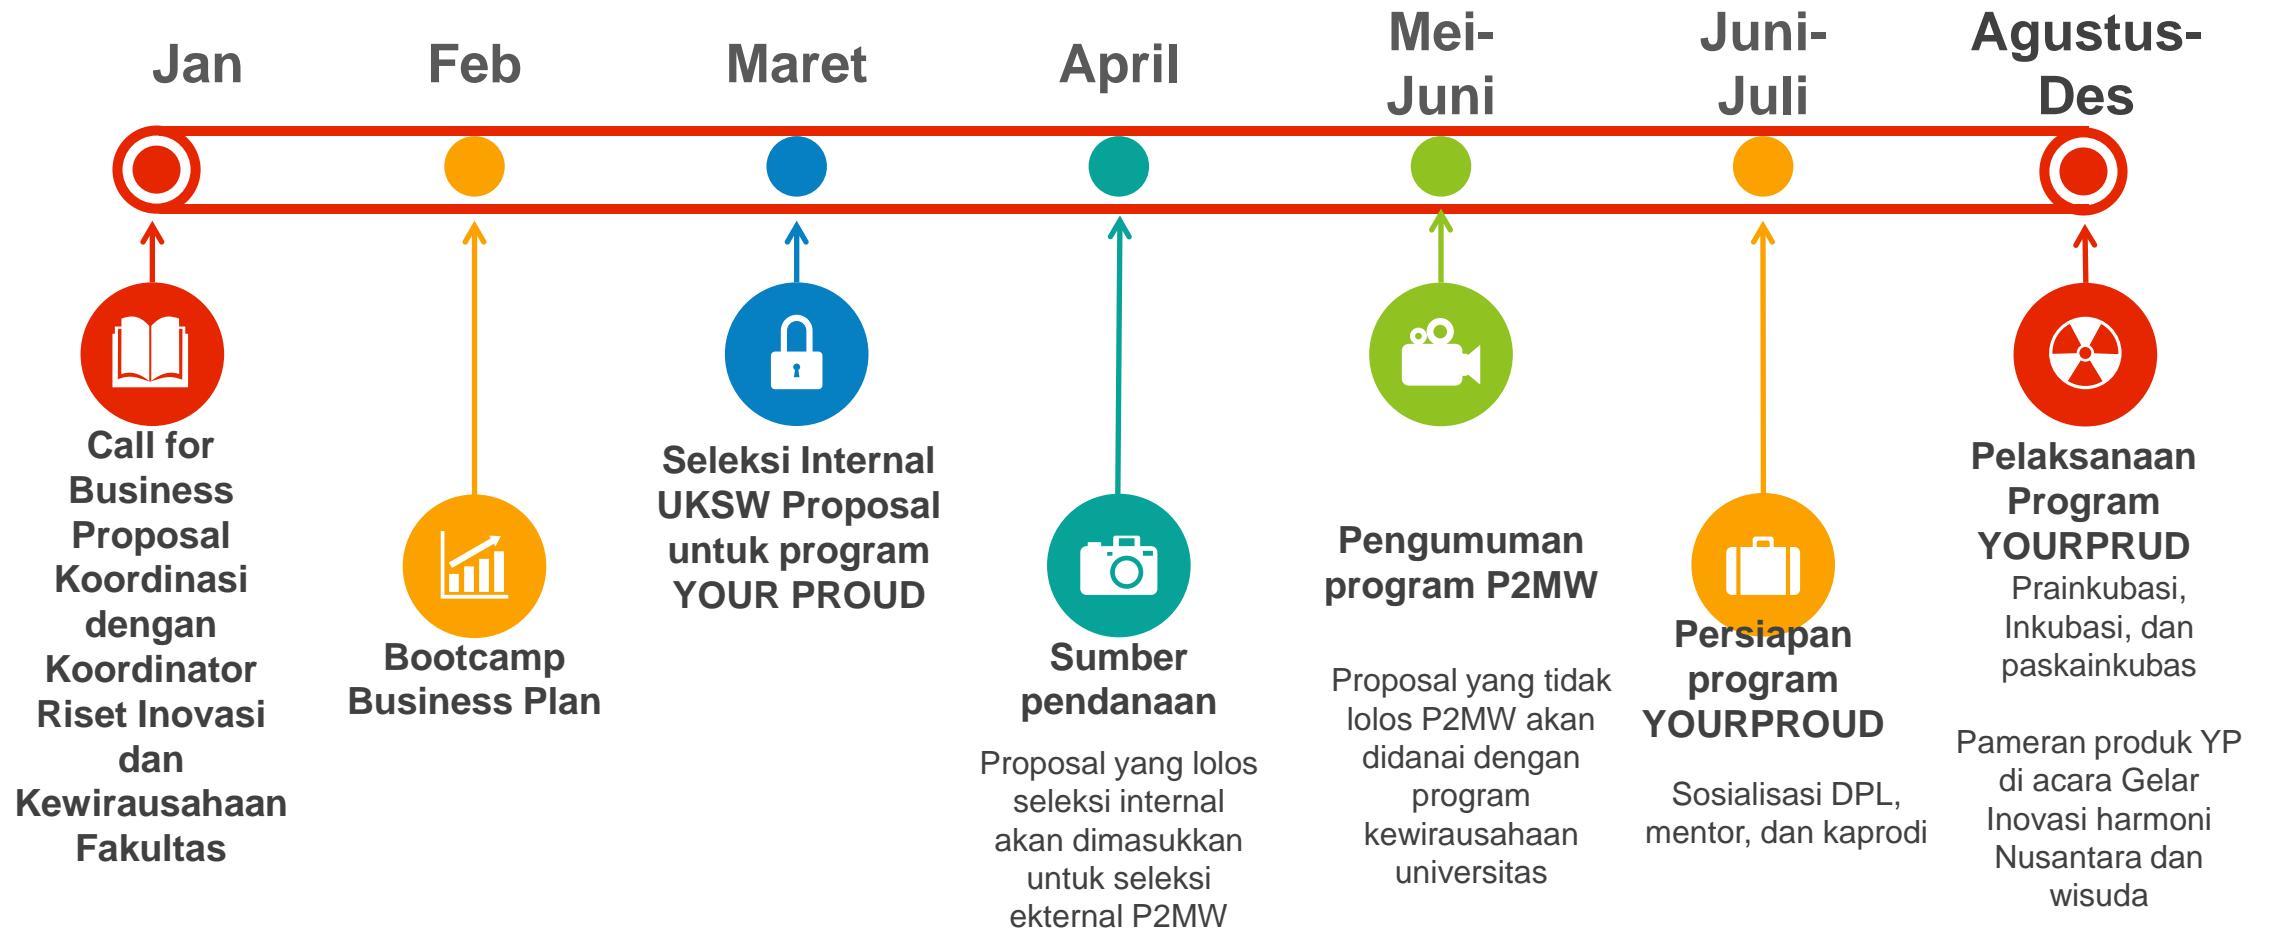 Jan
Feb
Maret
April
Mei-
Juni
Juni-
Juli
Agustus-
Des
Call for
Business
Proposal
Koordinasi
dengan
Koordinator
Riset Inovasi
dan
Kewirausahaan
Fakultas
Bootcamp
Business Plan
Seleksi Internal
UKSW Proposal
untuk program
YOUR PROUD
Sumber
pendanaan
Proposal yang lolos
seleksi internal
akan dimasukkan
untuk seleksi
ekternal P2MW
Pengumuman
program P2MW
Proposal yang tidak
lolos P2MW akan
didanai dengan
program
kewirausahaan
universitas
Persiapan
program
YOURPROUD
Sosialisasi DPL,
mentor, dan kaprodi
Pelaksanaan
Program
YOURPRUD
Prainkubasi,
Inkubasi, dan
paskainkubas
Pameran produk YP
di acara Gelar
Inovasi harmoni
Nusantara dan
wisuda